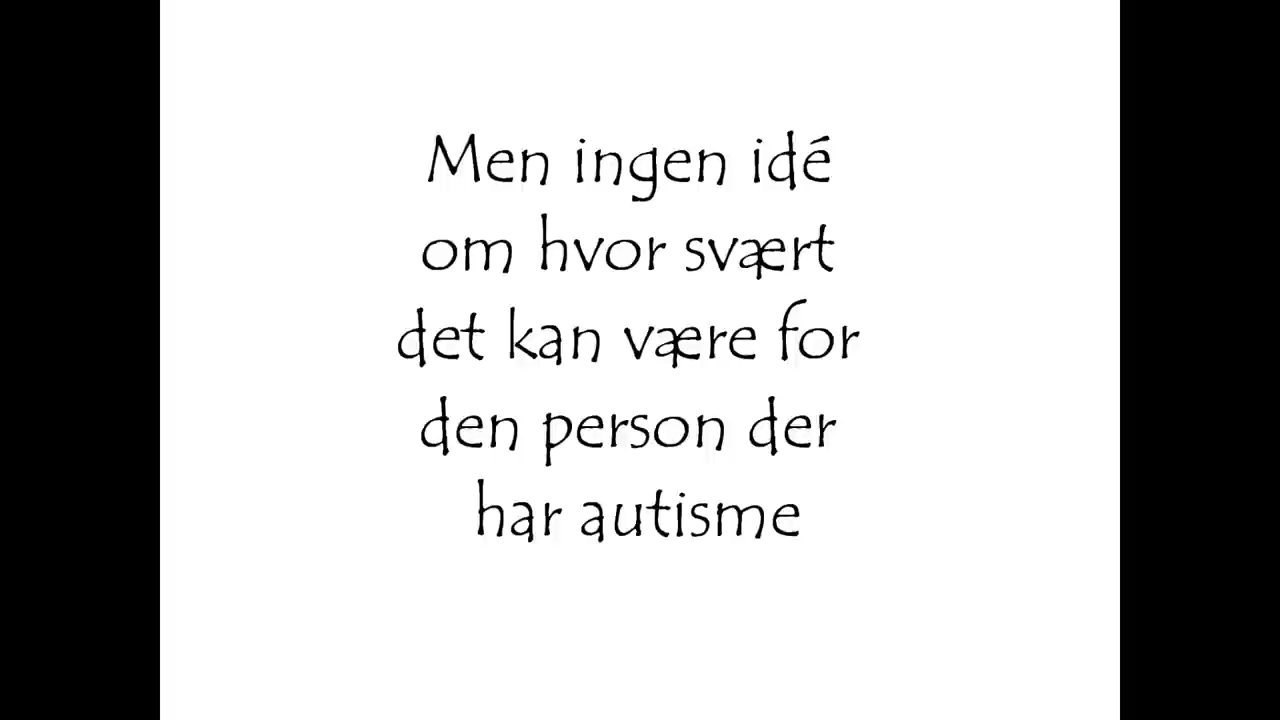 Men ingen idé
om hvor svært
det kan være for
den person der
har autisme